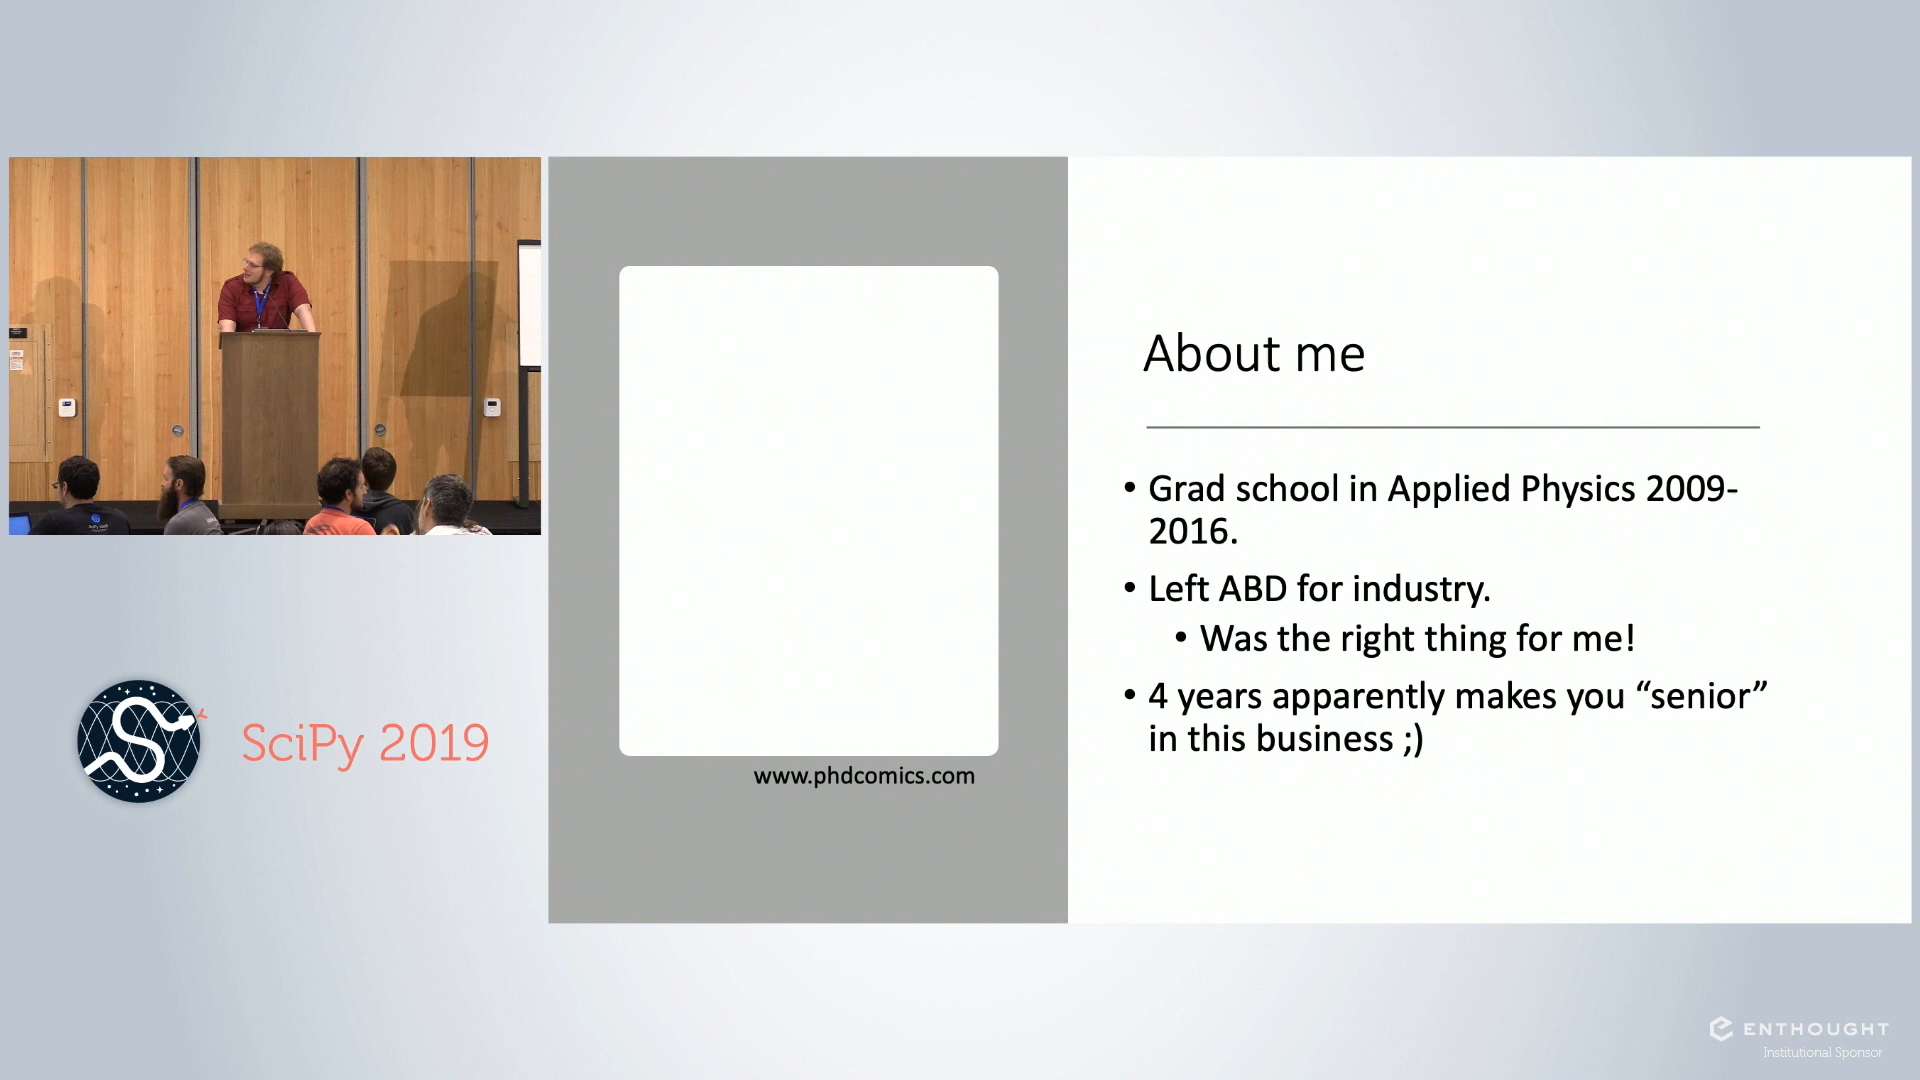 About me
• Grad school in Applied Physics 2009-
2016.
• Left ABD for industry.
• Was the right thing for me!
• 4 years apparently makes you “senior”
in this business ;)
www.phdcomics.com
SciPy 2019
ENTHOUGHT
Institutional Sponsor